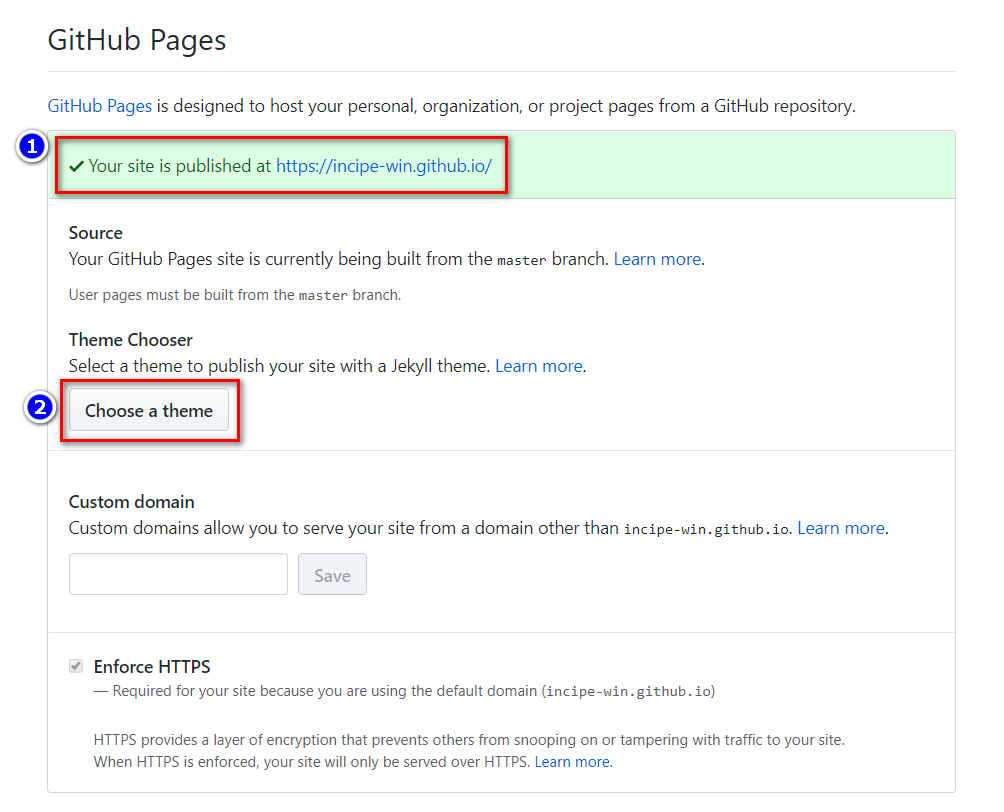 GitHub Pages
GitHub Pages is designed to host your personal, organization, or project pages from a GitHub repository.
1
✓ Your site is published at https://incipe-win.github.io/
Source
Your GitHub Pages site is currently being built from the master branch. Learn more.
User pages must be built from the master branch.
Theme Chooser
Select a theme to publish your site with a Jekyll theme. Learn more.
2
Choose a theme
Custom domain
Custom domains allow you to serve your site from a domain other than incipe-win.github.io. Learn more.
Save
Enforce HTTPS
— Required for your site because you are using the default domain (incipe-win.github.io)
HTTPS provides a layer of encryption that prevents others from snooping on or tampering with traffic to your site.
When HTTPS is enforced, your site will only be served over HTTPS. Learn more.